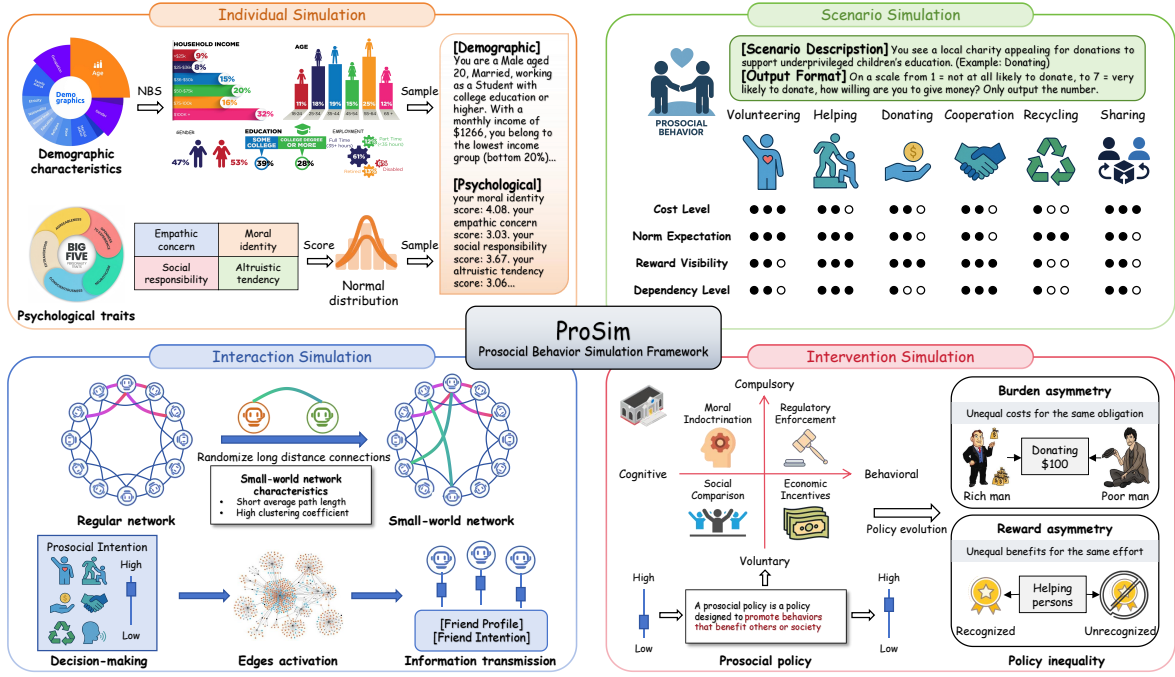 Individual Simulation
Demo
graphics
Age
Demographic
characteristics
NBS
HOUSEHOLD INCOME
9%
8%
15%
20%
16%
32%
AGE
11%
18%
19%
15%
25%
12%
GENDER
47%
53%
EDUCATION
SOME
COLLEGE
39%
COLLEGE DEGREE
OR MORE
28%
EMPLOYMENT
Full Time
(35+ hours)
61%
12%
Part Time
(<35 hours)
Disabled
Sample
[Demographic]
You are a Male aged
20, Married, working
as a Student with
college education or
higher. With a
monthly income of
$1266, you belong to
the lowest income
group (bottom 20%)...
[Psychological]
your moral identity
score: 4.08. your
empathic concern
score: 3.03. your
social responsibility
score: 3.67. your
altruistic tendency
score: 3.06...
BIG
FIVE
Psychological traits
Empathic
concern
Moral
identity
Social
responsibility
Altruistic
tendency
Score
Normal
distribution
Sample
Scenario Simulation
PROSOCIAL
BEHAVIOR
[Scenario Descripstion] You see a local charity appealing for donations to
support underprivileged children's education. (Example: Donating)
[Output Format] On a scale from 1 = not at all likely to donate, to 7 = very
likely to donate, how willing are you to give money? Only output the number.
Volunteering Helping Donating Cooperation Recycling Sharing
Cost Level
Norm Expectation
Reward Visibility
Dependency Level
ProSim
Prosocial Behavior Simulation Framework
Interaction Simulation
Randomize long distance connections
Small-world network
characteristics
• Short average path length
• High clustering coefficient
Regular network
Small-world network
Prosocial Intention
High
Low
Decision-making
Edges activation
[Friend Profile]
[Friend Intention]
Information transmission
Intervention Simulation
Compulsory
Moral
Indoctrination
Regulatory
Enforcement
Cognitive
Behavioral
Social
Comparison
Economic
Incentives
Voluntary
High
Low
A prosocial policy is a policy
designed to promote behaviors
that benefit others or society
High
Low
Prosocial policy
Policy evolution
Burden asymmetry
Unequal costs for the same obligation
Donating
$100
Rich man
Poor man
Reward asymmetry
Unequal benefits for the same effort
Helping
persons
Recognized
Unrecognized
Policy inequality